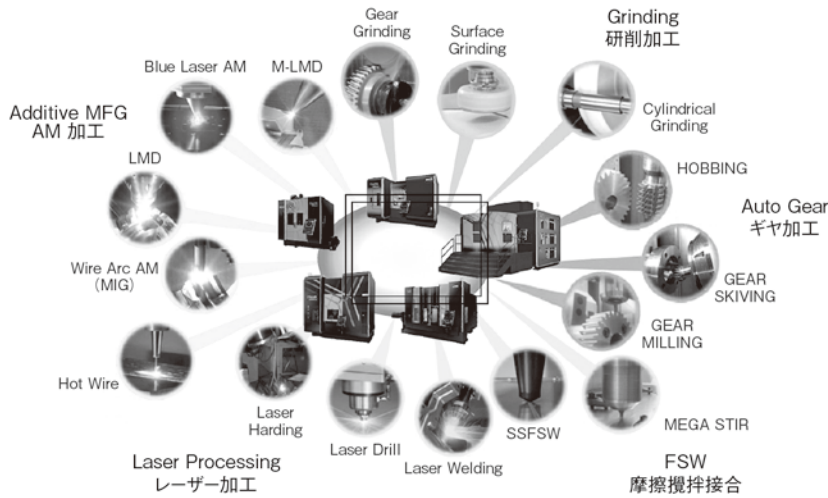 Gear
Grinding
Surface
Grinding
Grinding
研削加工
Blue Laser AM
M-LMD
Additive MFG
AM 加工
Cylindrical
Grinding
LMD
HOBBING
Auto Gear
ギヤ加工
Wire Arc AM
(MIG)
GEAR
SKIVING
GEAR
MILLING
Hot Wire
Laser
Harding
Laser Drill
Laser Welding
SSFSW
MEGA STIR
Laser Processing
レーザー加工
FSW
摩擦攪拌接合